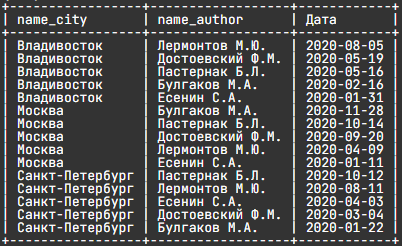 name_city | name_author | Дата
Владивосток | Лермонтов М.Ю. | 2020-08-05
Владивосток | Достоевский Ф.М. | 2020-05-19
Владивосток | Пастернак Б.Л. | 2020-05-16
Владивосток | Булгаков М.А. | 2020-02-16
Владивосток | Есенин С.А. | 2020-01-31
Москва | Булгаков М.А. | 2020-11-28
Москва | Пастернак Б.Л. | 2020-10-14
Москва | Достоевский Ф.М. | 2020-09-20
Москва | Лермонтов М.Ю. | 2020-04-09
Москва | Есенин С.А. | 2020-01-11
Санкт-Петербург | Пастернак Б.Л. | 2020-10-12
Санкт-Петербург | Лермонтов М.Ю. | 2020-08-11
Санкт-Петербург | Есенин С.А. | 2020-04-03
Санкт-Петербург | Достоевский Ф.М. | 2020-03-04
Санкт-Петербург | Булгаков М.А. | 2020-01-22